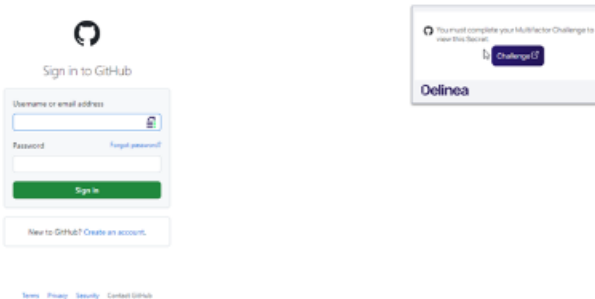 Sign in to GitHub
Username or email address
Password Forgot password?
Sign in
New to GitHub? Create an account.
Terms Privacy Security Contact GitHub
You must complete your Multifactor Challenge to
view this Secret.
Challenge
Delinea